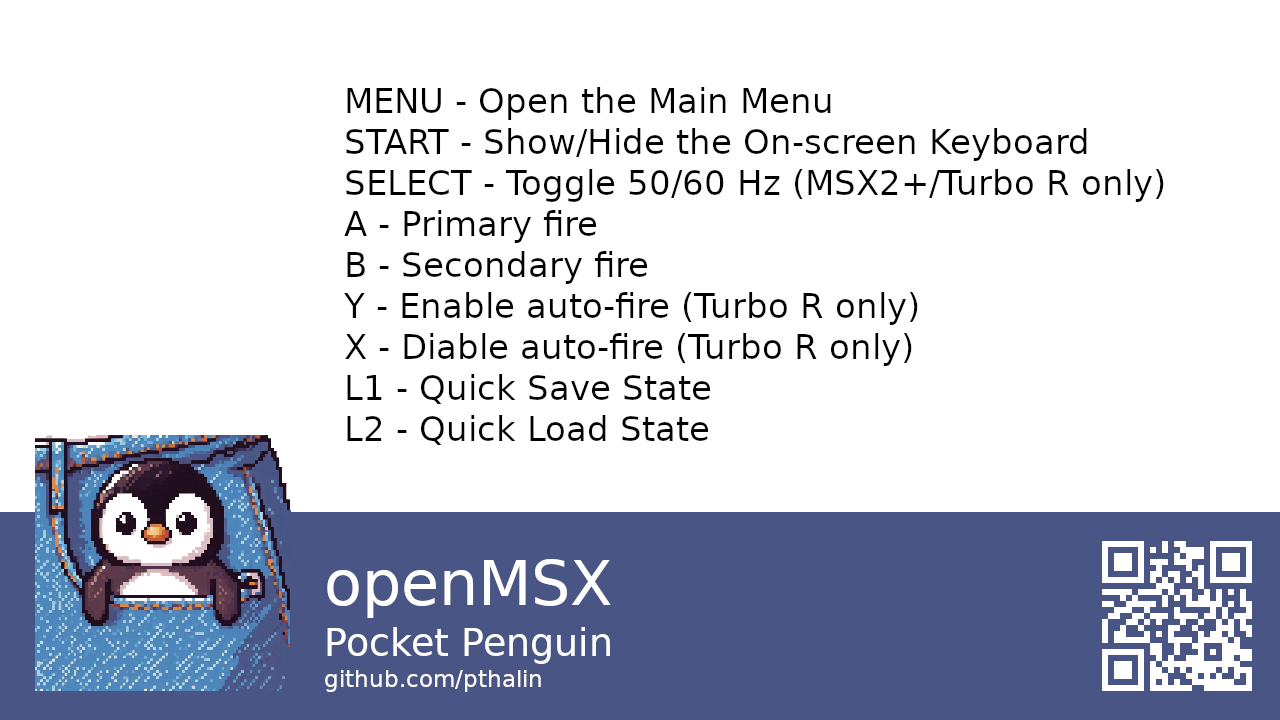 MENU - Open the Main Menu
START - Show/Hide the On-screen Keyboard
SELECT - Toggle 50/60 Hz (MSX2+/Turbo R only)
A - Primary fire
B - Secondary fire
Y - Enable auto-fire (Turbo R only)
X - Diable auto-fire (Turbo R only)
L1 - Quick Save State
L2 - Quick Load State
openMSX
Pocket Penguin
github.com/pthalin